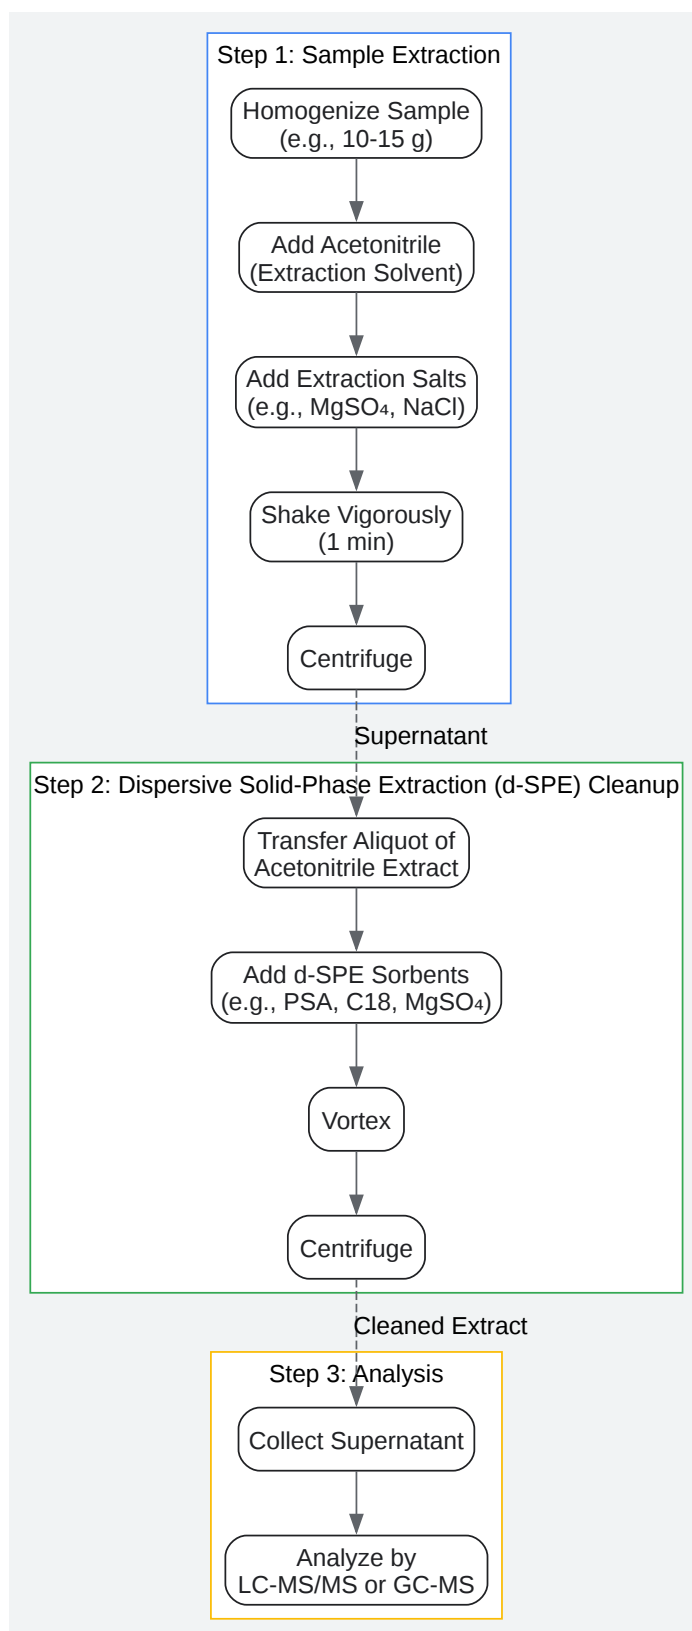 Step 1: Sample Extraction
Homogenize Sample
(e.g., 10-15 g)
Add Acetonitrile
(Extraction Solvent)
Add Extraction Salts
(e.g., MgSO₄, NaCl)
Shake Vigorously
(1 min)
Centrifuge
Supernatant
Step 2: Dispersive Solid-Phase Extraction (d-SPE) Cleanup
Transfer Aliquot of
Acetonitrile Extract
Add d-SPE Sorbents
(e.g., PSA, C18, MgSO₄)
Vortex
Centrifuge
Cleaned Extract
Step 3: Analysis
Collect Supernatant
Analyze by
LC-MS/MS or GC-MS